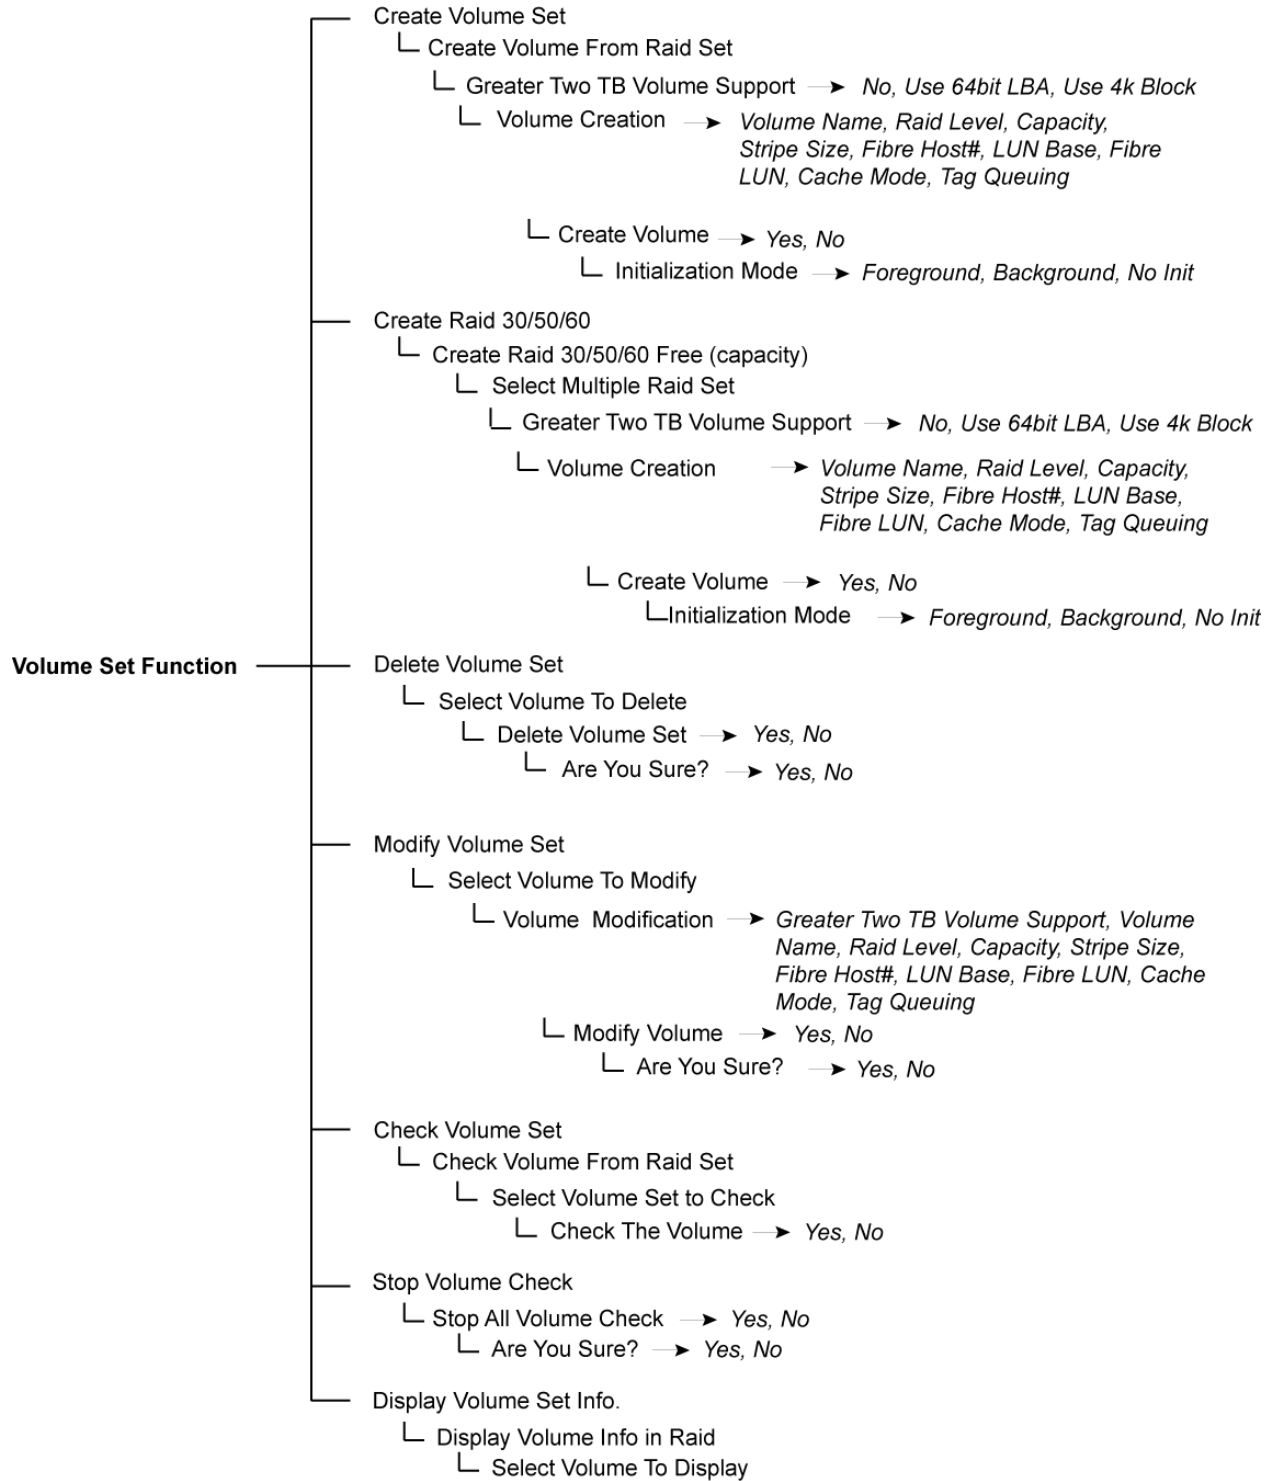 Create Volume Set
Create Volume From Raid Set
Greater Two TB Volume Support No, Use 64bit LBA, Use 4k Block
Volume Creation Volume Name, Raid Level, Capacity,
Stripe Size, Fibre Host#, LUN Base, Fibre
LUN, Cache Mode, Tag Queuing
Create Volume Yes, No
Initialization Mode Foreground, Background, No Init
Create Raid 30/50/60
Create Raid 30/50/60 Free (capacity)
Select Multiple Raid Set
Greater Two TB Volume Support No, Use 64bit LBA, Use 4k Block
Volume Creation Volume Name, Raid Level, Capacity,
Stripe Size, Fibre Host#, LUN Base,
Fibre LUN, Cache Mode, Tag Queuing
Create Volume Yes, No
Initialization Mode Foreground, Background, No Init
Volume Set Function Delete Volume Set
Select Volume To Delete
Delete Volume Set Yes, No
Are You Sure? Yes, No
Modify Volume Set
Select Volume To Modify
Volume Modification Greater Two TB Volume Support, Volume
Name, Raid Level, Capacity, Stripe Size,
Fibre Host#, LUN Base, Fibre LUN, Cache
Mode, Tag Queuing
Modify Volume Yes, No
Are You Sure? Yes, No
Check Volume Set
Check Volume From Raid Set
Select Volume Set to Check
Check The Volume Yes, No
Stop Volume Check
Stop All Volume Check Yes, No
Are You Sure? Yes, No
Display Volume Set Info.
Display Volume Info in Raid
Select Volume To Display